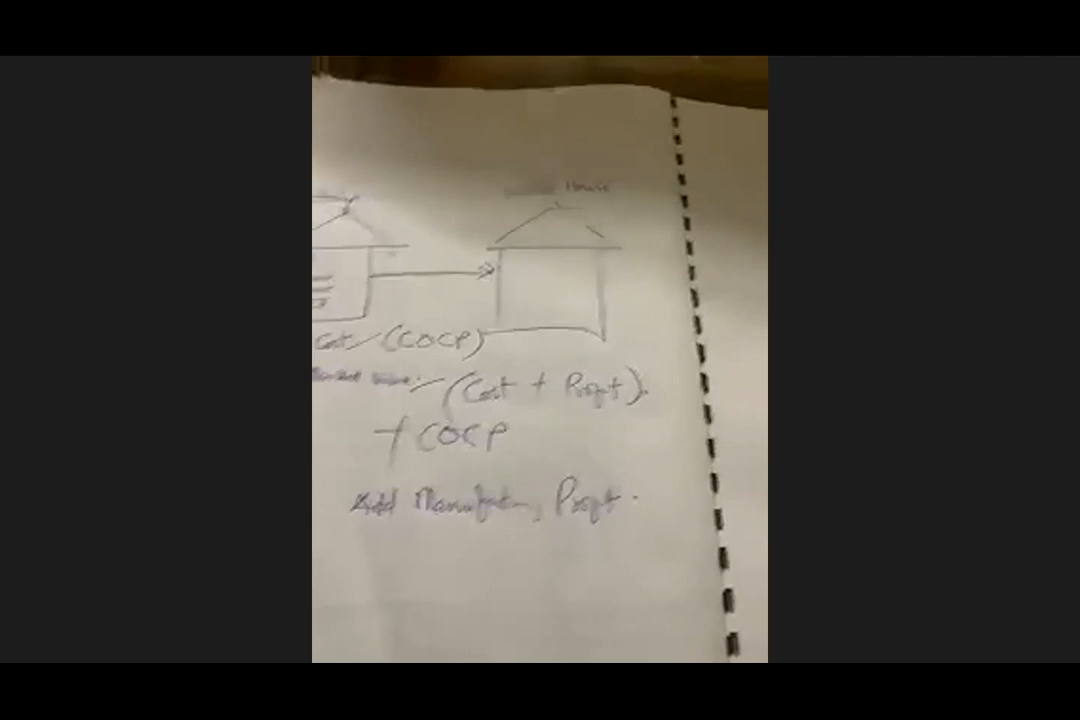 House
Cost (COCP)
(Cost + Profit).
+ COCP
Add Manufacturing Profit.